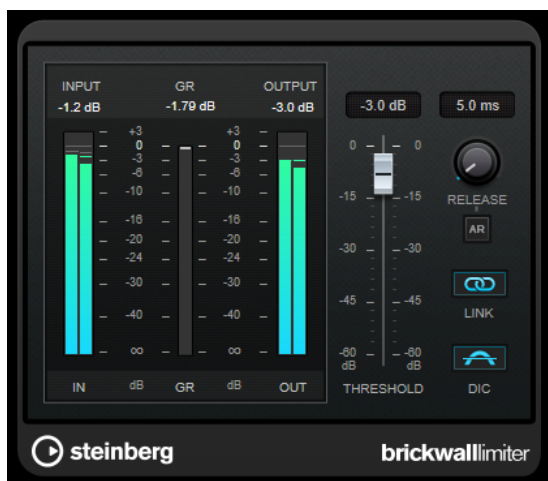 INPUT GR OUTPUT
-1.2 dB -1.79 dB -3.0 dB -3.0 dB 5.0 ms
+3 +3
0 0 0 0
-3 -3
-6 -6
-10 -10
-15 -15 RELEASE
-16 -16
AR
-20 -20
-24 -24 -30 -30
-30 -30
-45 -45
LINK
-40 -40
∞ ∞ -60 -60
dB dB
IN dB GR dB OUT THRESHOLD DIC
steinberg brickwalllimiter